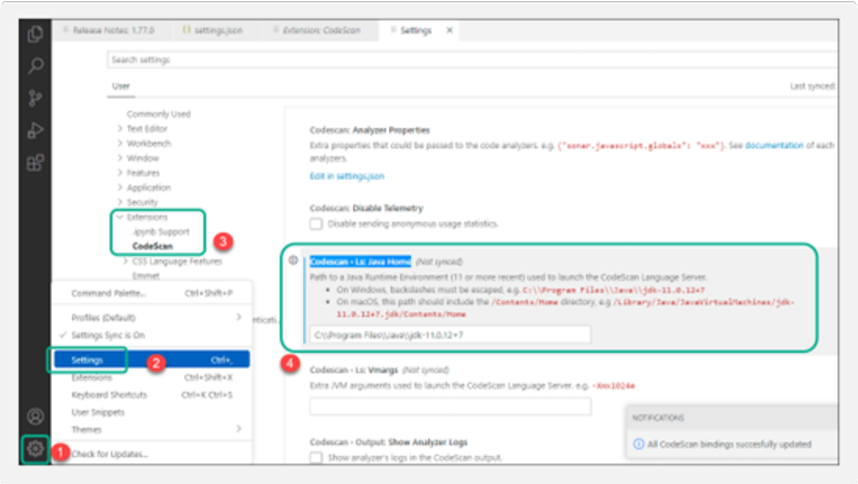 Release Notes: 1.77.0
settings.json
Extension: CodeScan
Settings
Search settings
User
Last synced:
Commonly Used
Text Editor
Workbench
Window
Features
Application
Security
Extensions
.ipynb Support
CodeScan
CSS Language Features
Emmet
3
Command Palette... Ctrl+Shift+P
Profiles (Default)
Settings Sync is On
Settings Ctrl+,
2
Extensions Ctrl+Shift+X
Keyboard Shortcuts Ctrl+K Ctrl+S
User Snippets
Themes
Check for Updates...
1
enticati...
Codescan: Analyzer Properties
Extra properties that could be passed to the code analyzers. e.g. {"sonar.javascript.globals": "xxx"}. See documentation of each
analyzers.
Edit in settings.json
Codescan: Disable Telemetry
Disable sending anonymous usage statistics.
Codescan › Ls: Java Home (Not synced)
Path to a Java Runtime Environment (11 or more recent) used to launch the CodeScan Language Server.
• On Windows, backslashes must be escaped, e.g. C:\\Program Files\\Java\\jdk-11.0.12+7
• On macOS, this path should include the /Contents/Home directory, e.g /Library/Java/JavaVirtualMachines/jdk-
11.0.12+7.jdk/Contents/Home
C:\\Program Files\\Java\\jdk-11.0.12+7
4
Codescan › Ls: Vmargs (Not synced)
Extra JVM arguments used to launch the CodeScan Language Server. e.g. -Xmx1024m
Codescan › Output: Show Analyzer Logs
Show analyzer's logs in the CodeScan output.
NOTIFICATIONS
All CodeScan bindings succesfully updated